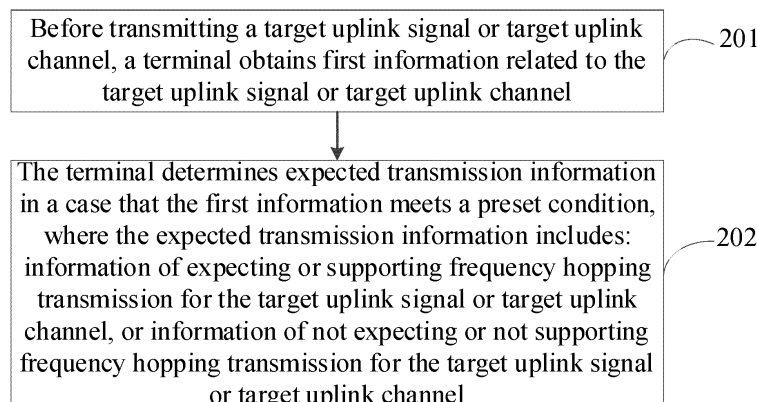 Before transmitting a target uplink signal or target uplink
channel, a terminal obtains first information related to the
target uplink signal or target uplink channel
201
The terminal determines expected transmission information
in a case that the first information meets a preset condition,
where the expected transmission information includes:
information of expecting or supporting frequency hopping
transmission for the target uplink signal or target uplink
channel, or information of not expecting or not supporting
frequency hopping transmission for the target uplink signal
or target uplink channel
202